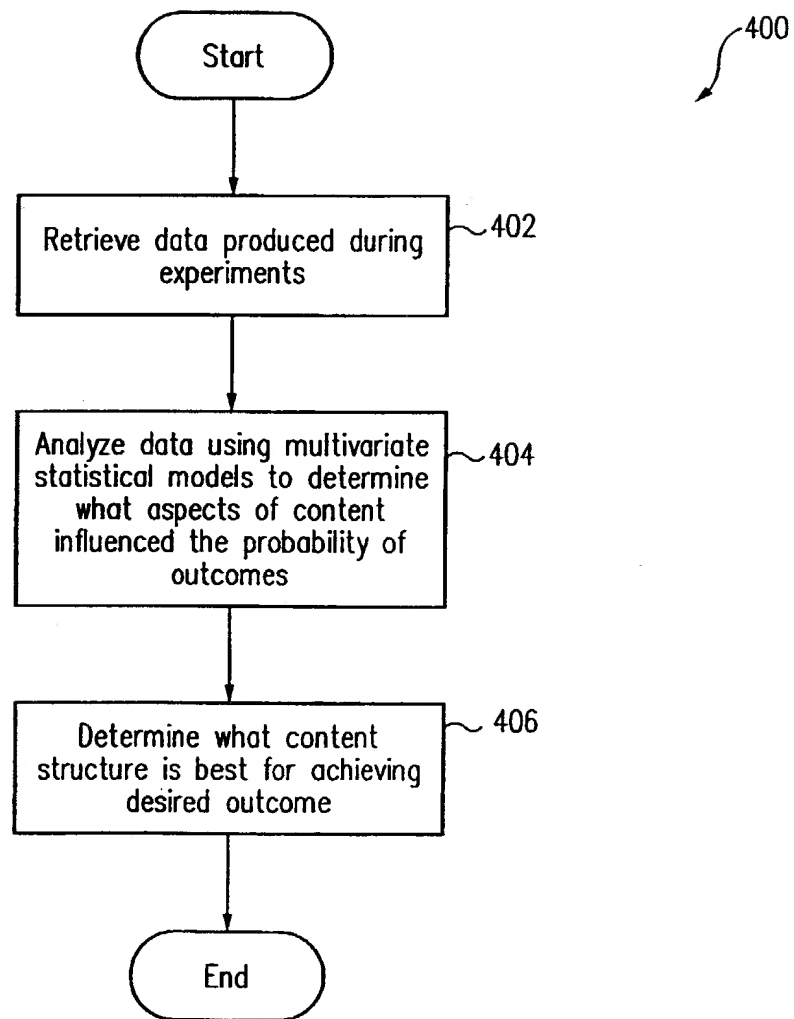 Start
400
Retrieve data produced during
experiments
402
Analyze data using multivariate
statistical models to determine
what aspects of content
influenced the probability of
outcomes
404
Determine what content
structure is best for achieving
desired outcome
406
End